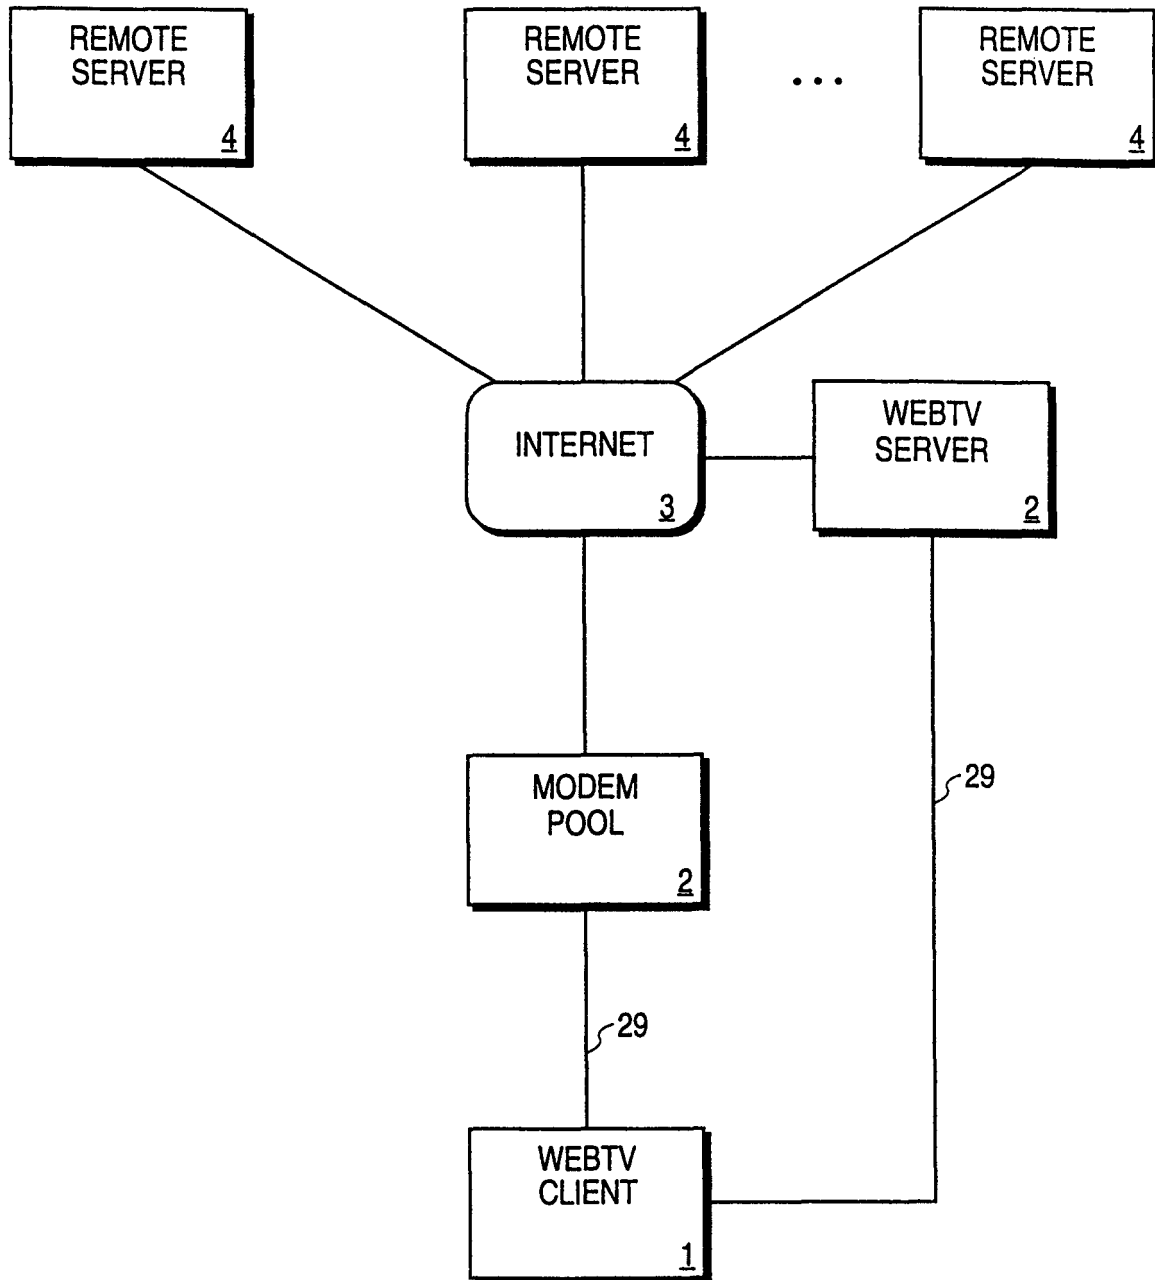 REMOTE
SERVER
4
REMOTE
SERVER
4
...
REMOTE
SERVER
4
INTERNET
3
WEBTV
SERVER
2
MODEM
POOL
2
29
29
WEBTV
CLIENT
1